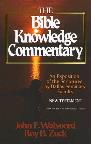 THE
Bible
Knowledge
Commentary
An Exposition
of the Scriptures
by Dallas Seminary
Faculty
NEW TESTAMENT
John F. Walvoord
Roy B. Zuck